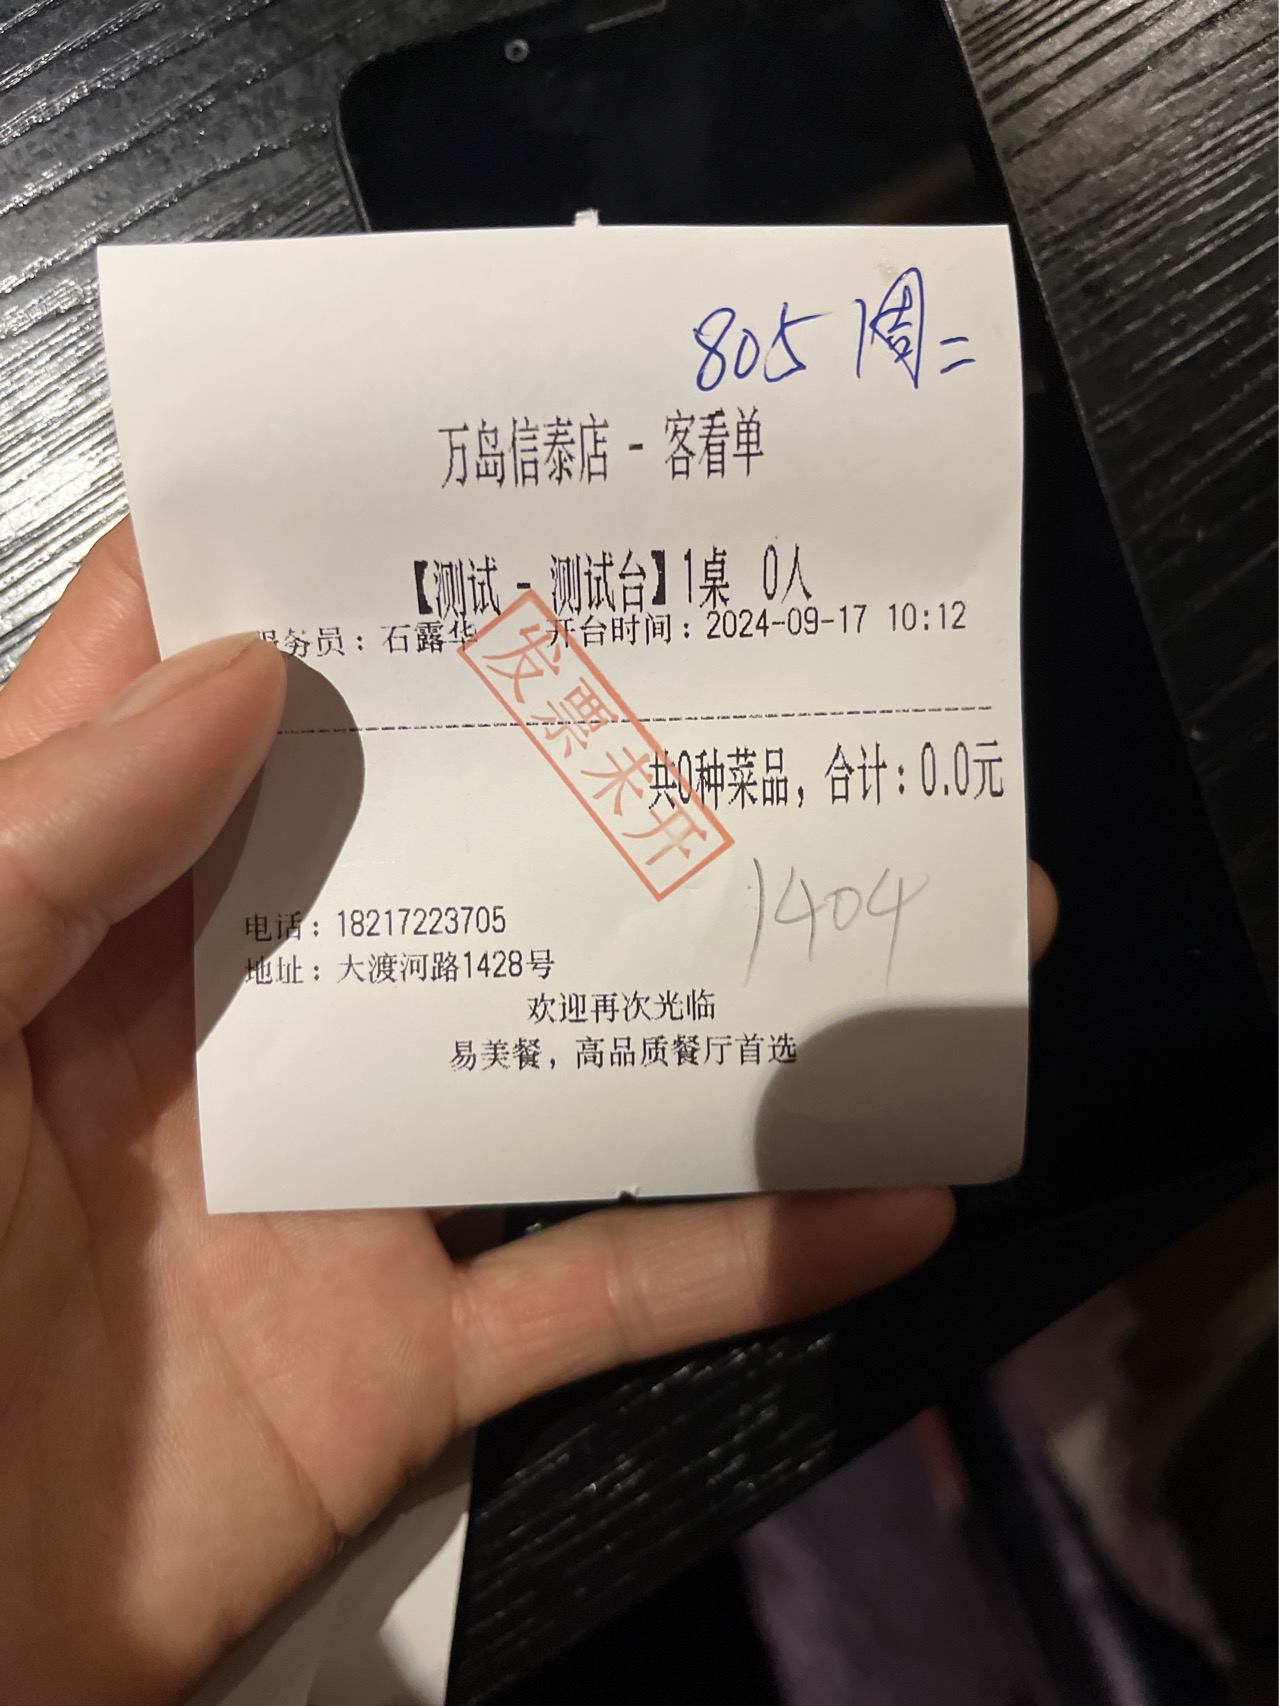 805 周二
万岛信泰店 - 客看单
【测试 - 测试台】1桌 0人
服务员：石露华 开台时间：2024-09-17 10:12
发票未开
共0种菜品，合计：0.0元
1404
电话：18217223705
地址：大渡河路1428号
欢迎再次光临
易美餐，高品质餐厅首选